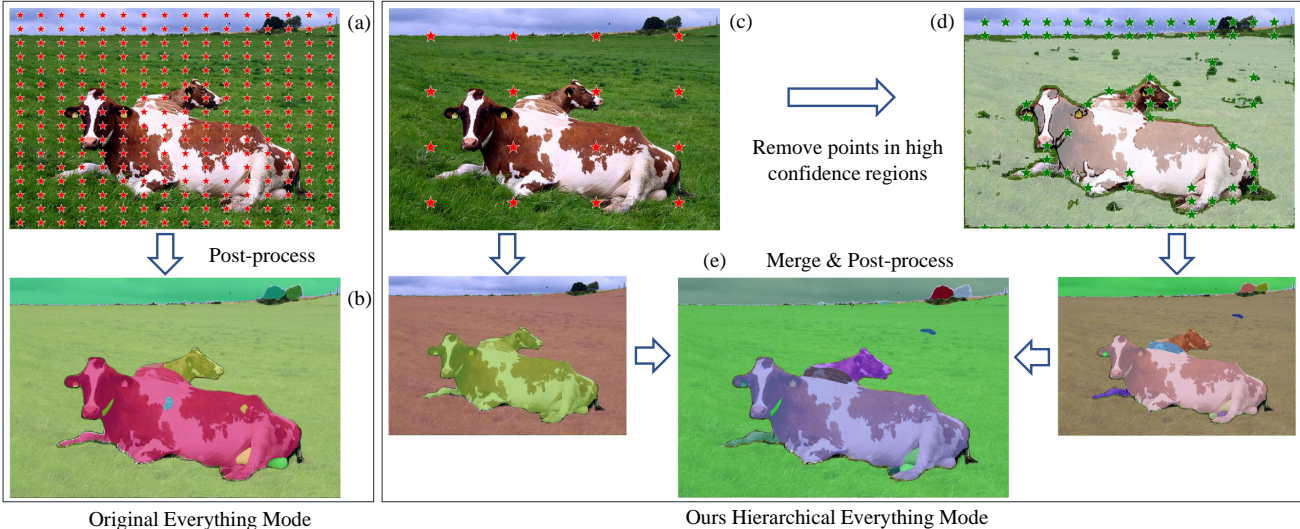 (a)
(c)
(d)
Remove points in high
confidence regions
Post-process
(b)
(e)
Merge & Post-process
Original Everything Mode
Ours Hierarchical Everything Mode